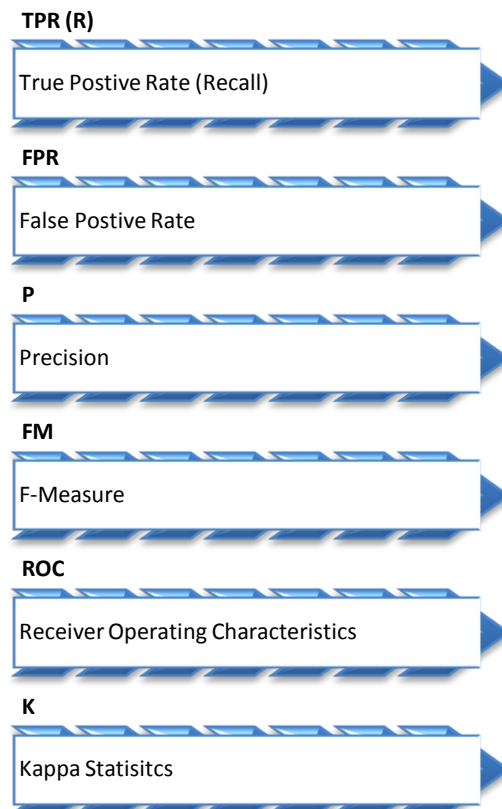 TPR (R)
True Postive Rate (Recall)
FPR
False Postive Rate
P
Precision
FM
F-Measure
ROC
Receiver Operating Characteristics
K
Kappa Statisitcs